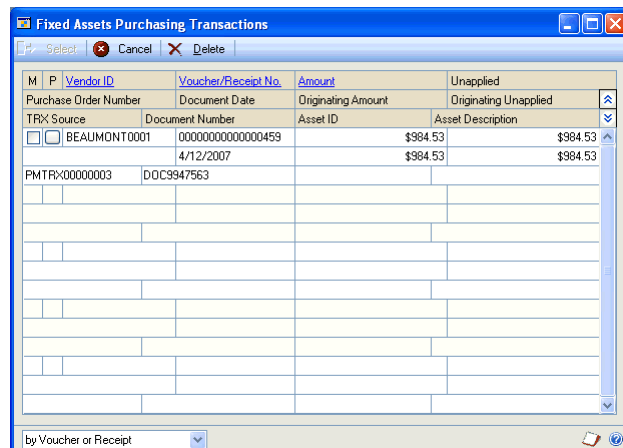 Fixed Assets Purchasing Transactions
Select Cancel Delete
M P Vendor ID Voucher/Receipt No. Amount Unapplied
Purchase Order Number Document Date Originating Amount Originating Unapplied
TRX Source Document Number Asset ID Asset Description
BEAUMONT0001 00000000000000459 $984.53 $984.53
4/12/2007 $984.53 $984.53
PMTRX00000003 DOC9947563
by Voucher or Receipt